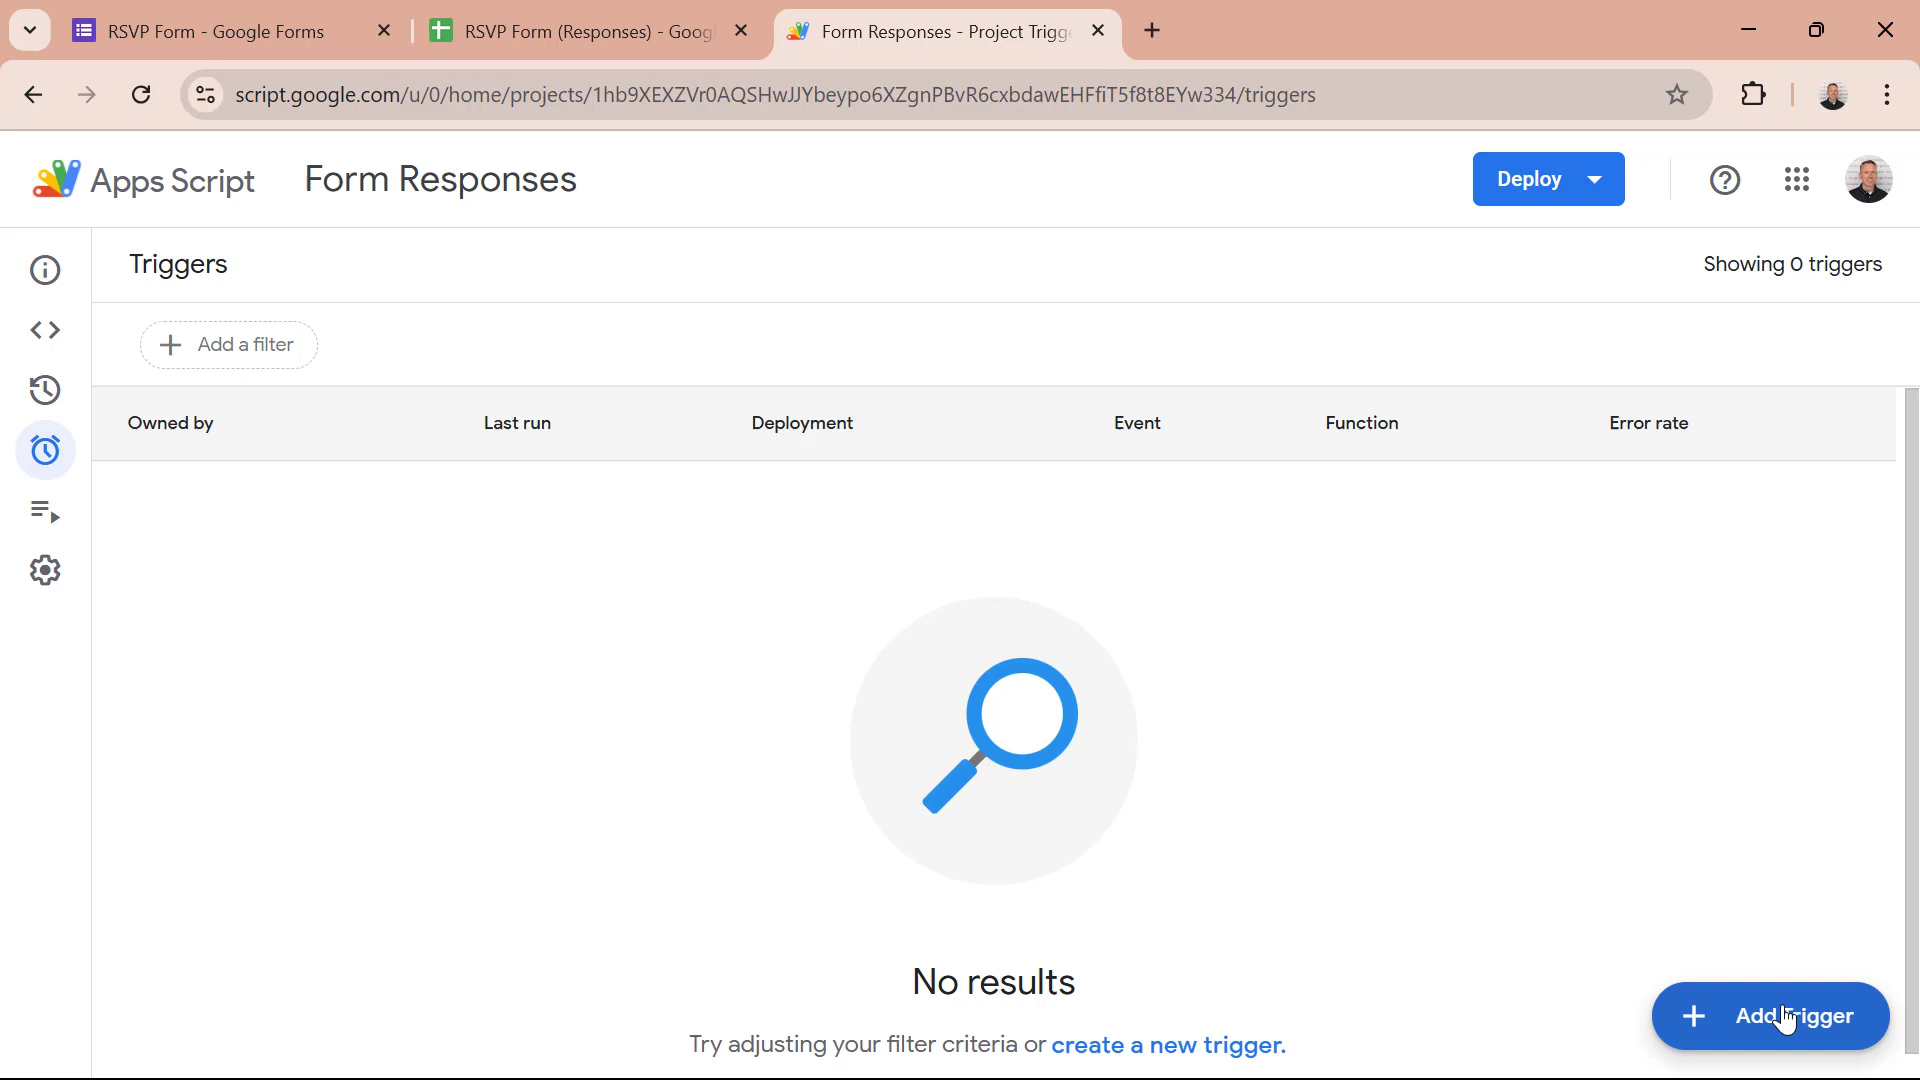 RSVP Form - Google Forms
RSVP Form (Responses) - Goog
Form Responses - Project Trigg
script.google.com/u/0/home/projects/1hb9XEXZVr0AQSHwJJYbeypo6XZgnPBvR6cxbdawEHFfiT5f8t8EYw334/triggers
Apps Script
Form Responses
Deploy
Triggers
Showing 0 triggers
Add a filter
Owned by
Last run
Deployment
Event
Function
Error rate
No results
Try adjusting your filter criteria or create a new trigger.
Add Trigger